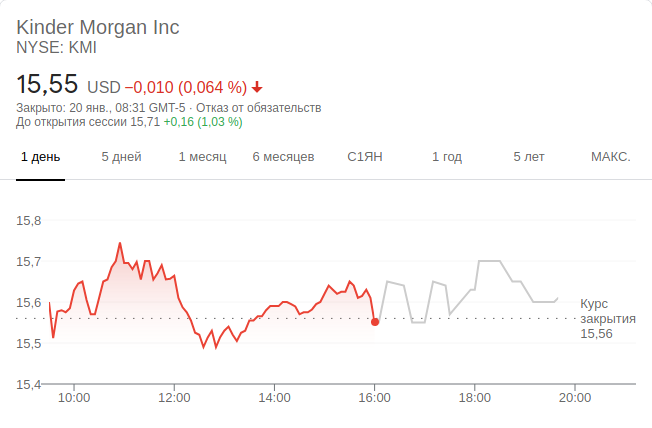 Kinder Morgan Inc
NYSE: KMI
15,55 USD −0,010 (0,064 %)
Закрыто: 20 янв., 08:31 GMT-5 · Отказ от обязательств
До открытия сессии 15,71 +0,16 (1,03 %)
1 день 5 дней 1 месяц 6 месяцев С1ЯН 1 год 5 лет МАКС.
15,8
15,7
15,6
15,5
15,4
Курс
закрытия
15,56
10:00 12:00 14:00 16:00 18:00 20:00